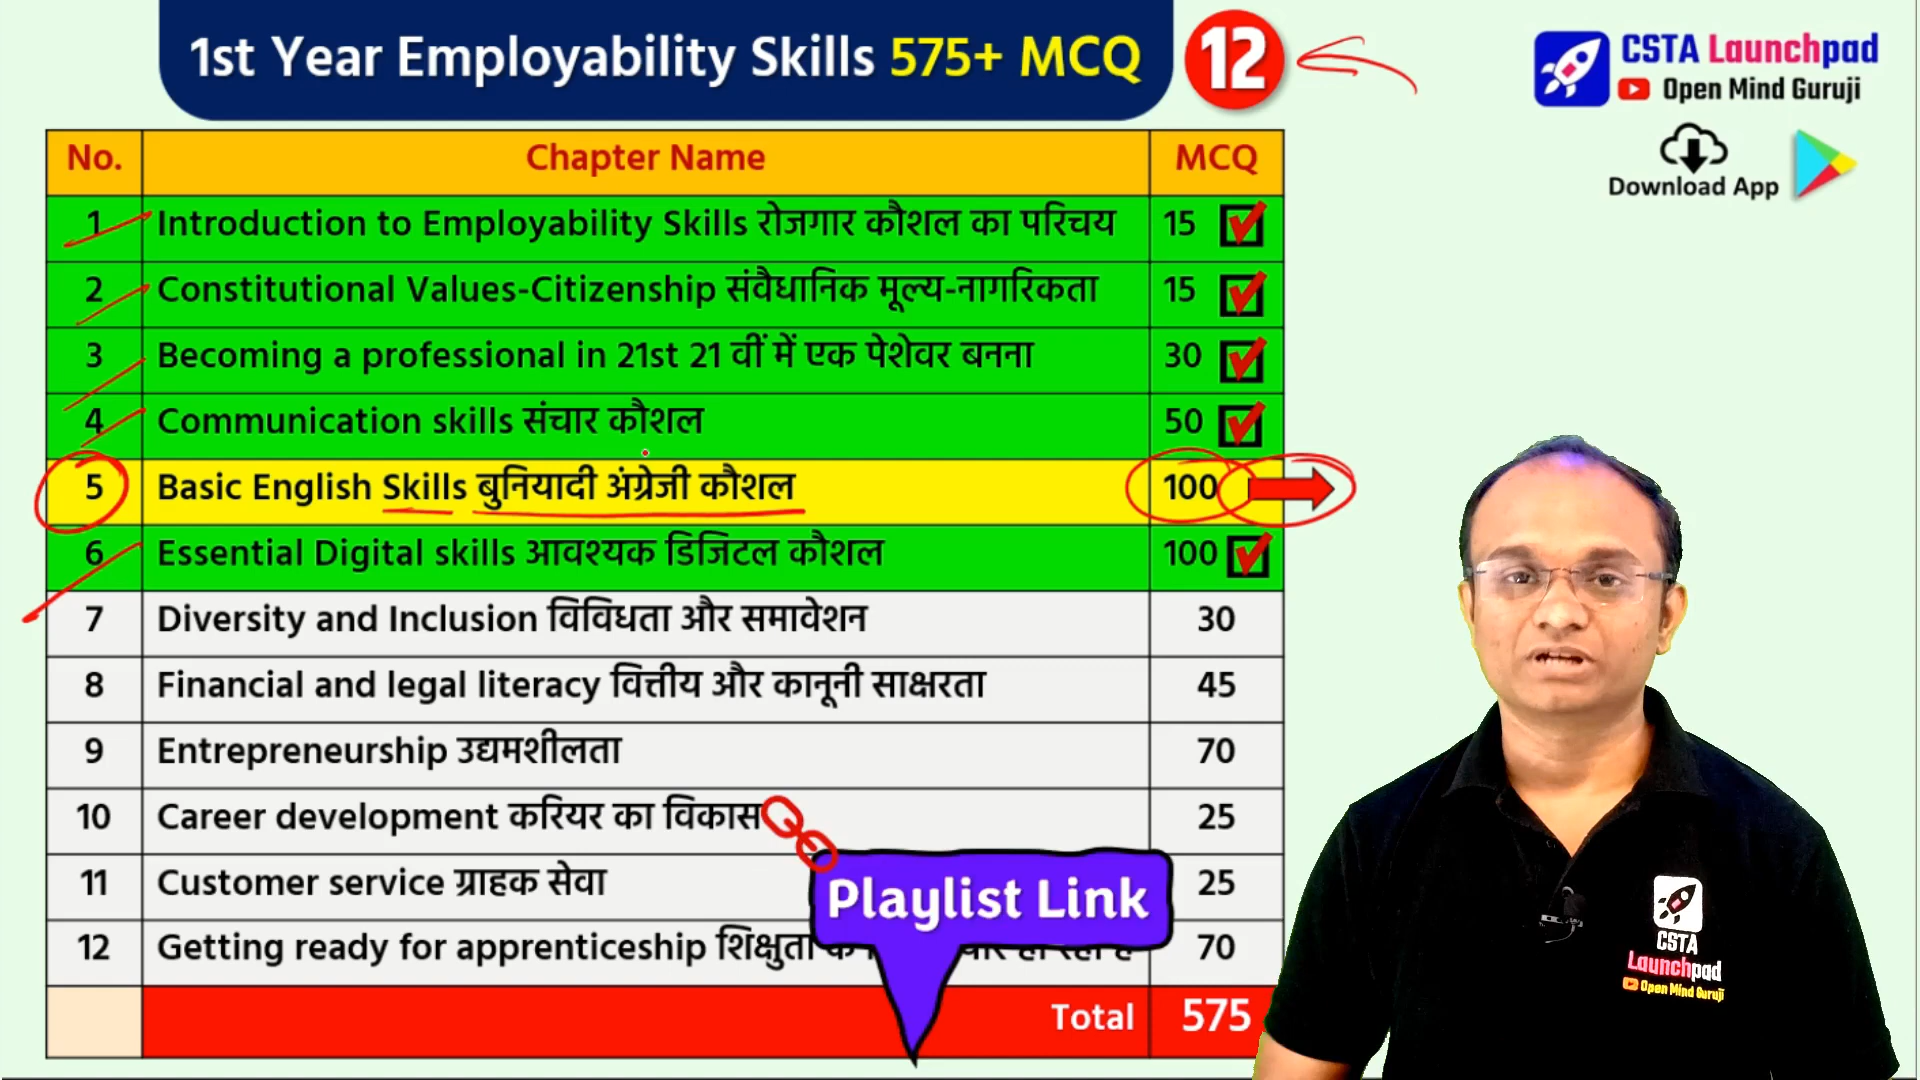 1st Year Employability Skills 575+ MCQ 12
CSTA Launchpad
Open Mind Guruji
Download App
No. Chapter Name MCQ
1 Introduction to Employability Skills रोजगार कौशल का परिचय 15
2 Constitutional Values-Citizenship संवैधानिक मूल्य-नागरिकता 15
3 Becoming a professional in 21st 21 वीं में एक पेशेवर बनना 30
4 Communication skills संचार कौशल 50
5 Basic English Skills बुनियादी अंग्रेजी कौशल 100
6 Essential Digital skills आवश्यक डिजिटल कौशल 100
7 Diversity and Inclusion विविधता और समावेशन 30
8 Financial and legal literacy वित्तीय और कानूनी साक्षरता 45
9 Entrepreneurship उद्यमशीलता 70
10 Career development करियर का विकास 25
11 Customer service ग्राहक सेवा 25
Playlist Link
12 Getting ready for apprenticeship शिक्षुता 70
Total 575
CSTA
Launchpad
Open Mind Guruji